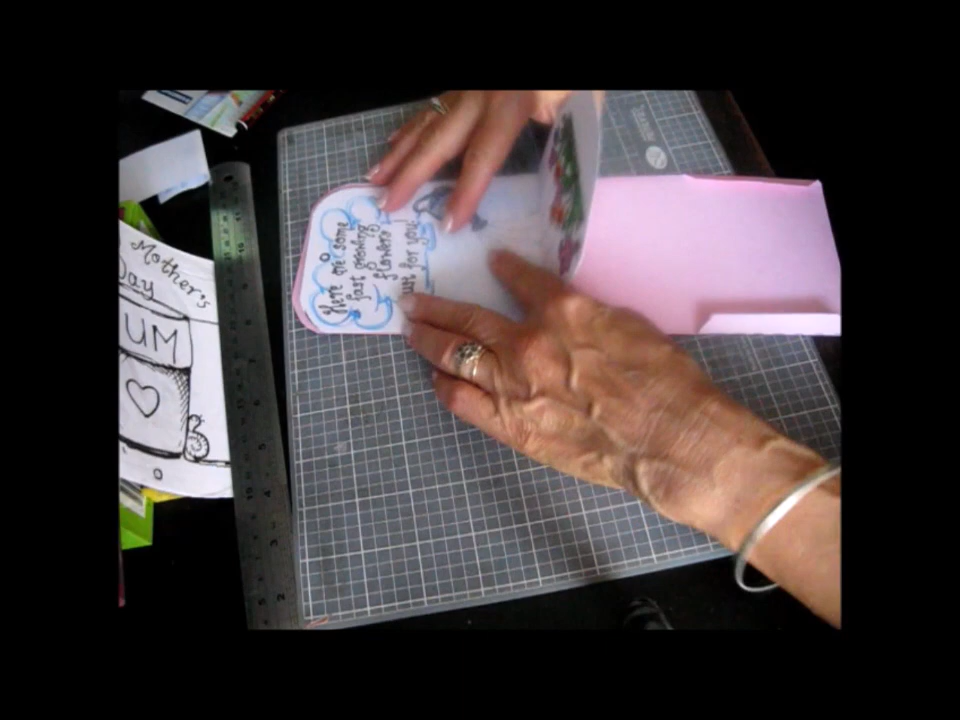 Mother's
Day
UM
Here are some
fast growing
flowers
just for you